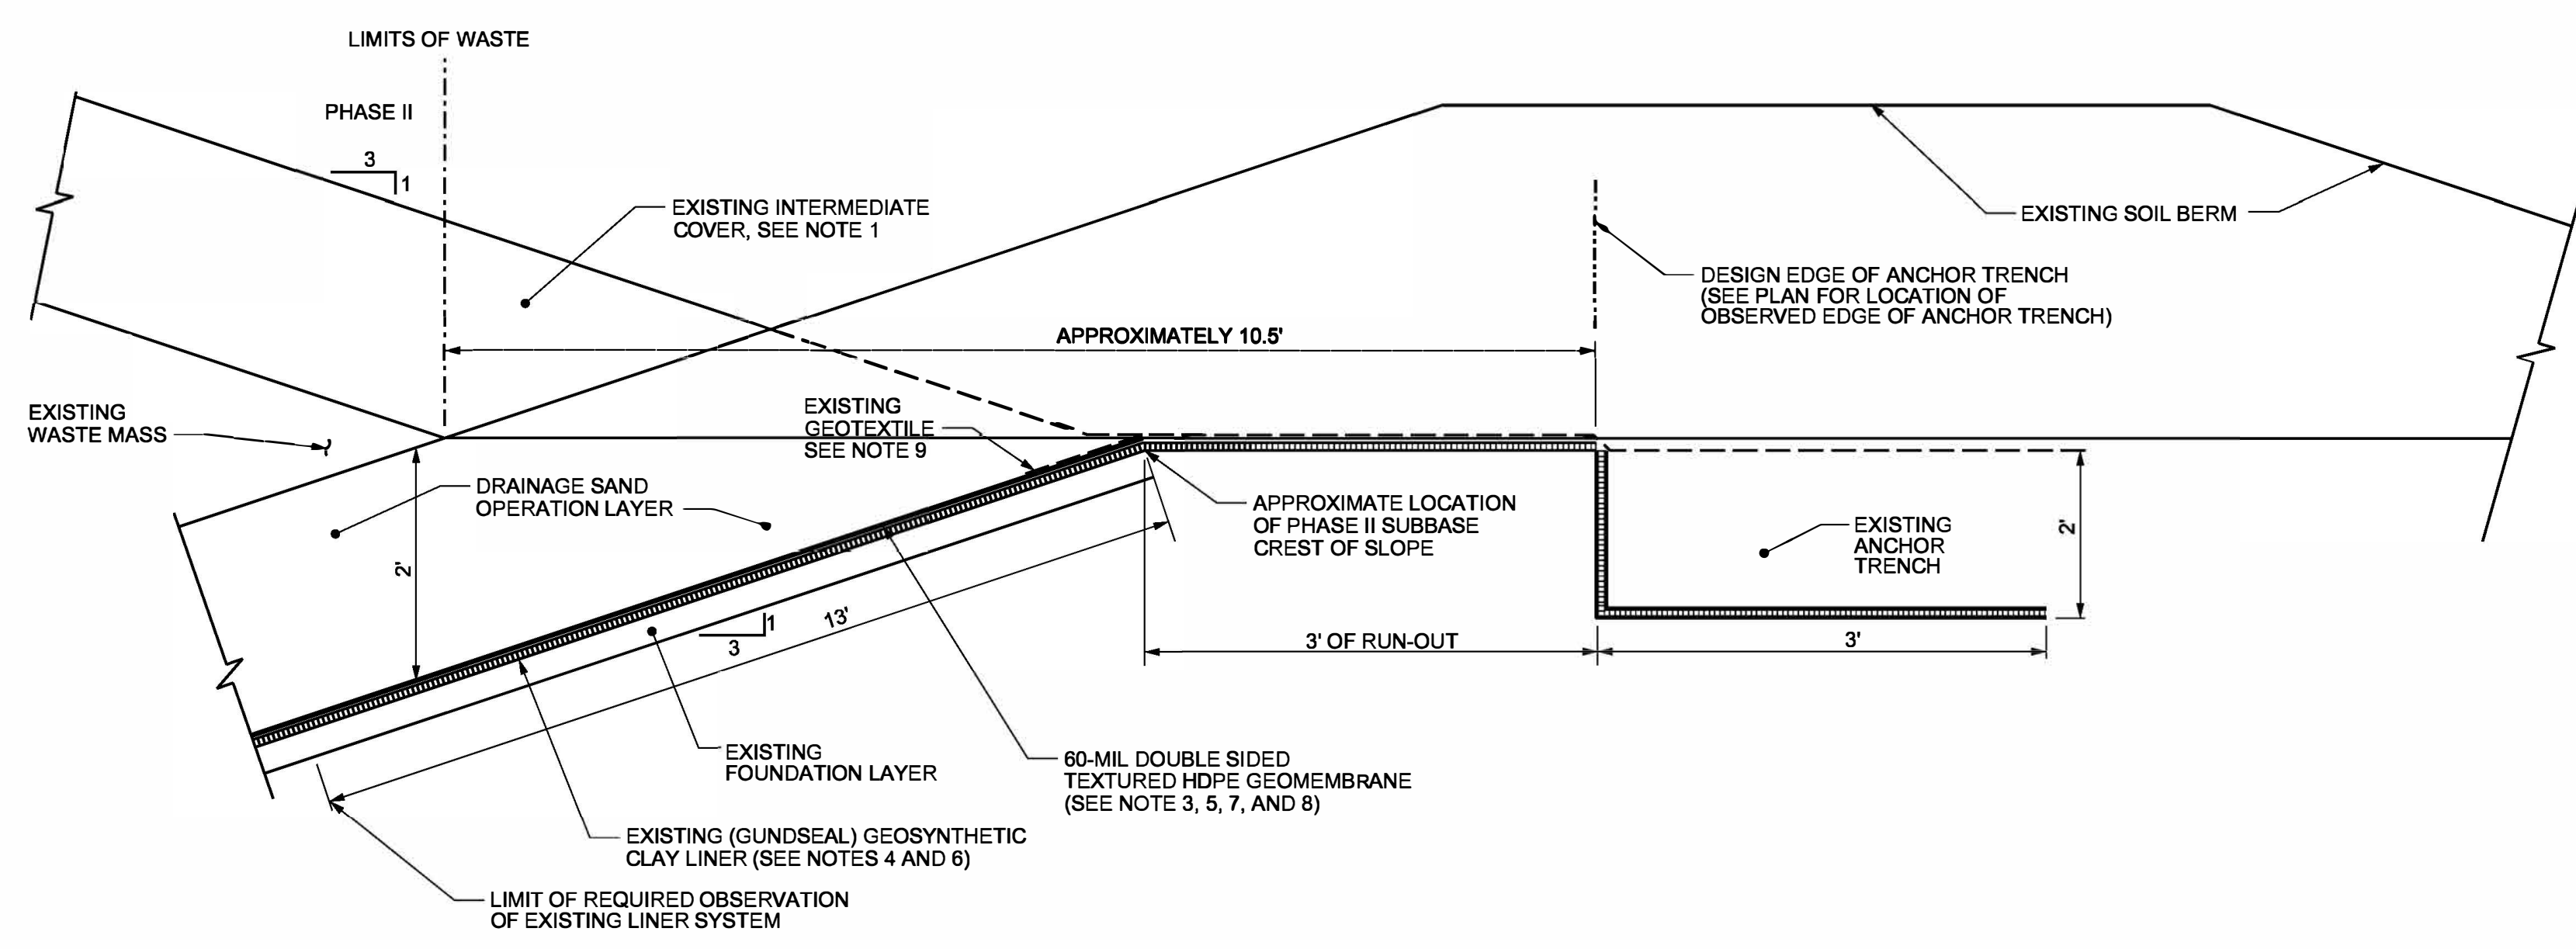 LIMITS OF WASTE
PHASE II
3
1
EXISTING INTERMEDIATE
COVER, SEE NOTE 1
EXISTING SOIL BERM
DESIGN EDGE OF ANCHOR TRENCH
(SEE PLAN FOR LOCATION OF
OBSERVED EDGE OF ANCHOR TRENCH)
APPROXIMATELY 10.5'
EXISTING
WASTE MASS
EXISTING
GEOTEXTILE
SEE NOTE 9
DRAINAGE SAND
OPERATION LAYER
2'
APPROXIMATE LOCATION
OF PHASE II SUBBASE
CREST OF SLOPE
EXISTING
ANCHOR
TRENCH
2'
13'
1
3
3' OF RUN-OUT
3'
EXISTING
FOUNDATION LAYER
60-MIL DOUBLE SIDED
TEXTURED HDPE GEOMEMBRANE
(SEE NOTE 3, 5, 7, AND 8)
EXISTING (GUNDSEAL) GEOSYNTHETIC
CLAY LINER (SEE NOTES 4 AND 6)
LIMIT OF REQUIRED OBSERVATION
OF EXISTING LINER SYSTEM